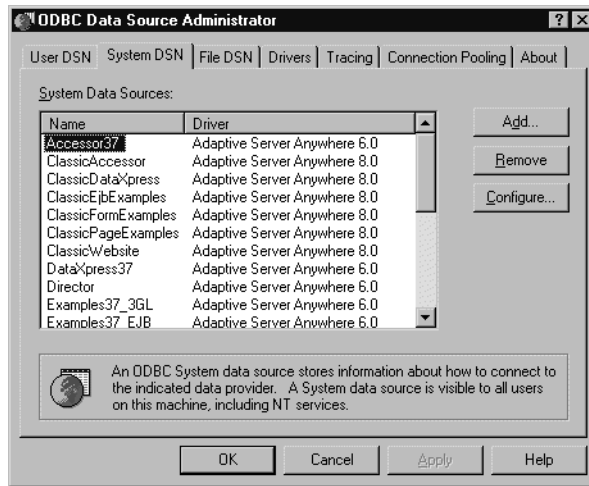 ODBC Data Source Administrator
User DSN System DSN File DSN Drivers Tracing Connection Pooling About
System Data Sources:
Name Driver
Accessor37 Adaptive Server Anywhere 6.0
ClassicAccessor Adaptive Server Anywhere 8.0
ClassicDataXpress Adaptive Server Anywhere 8.0
ClassicEjbExamples Adaptive Server Anywhere 8.0
ClassicFormExamples Adaptive Server Anywhere 8.0
ClassicPageExamples Adaptive Server Anywhere 8.0
ClassicWebsite Adaptive Server Anywhere 8.0
DataXpress37 Adaptive Server Anywhere 6.0
Director Adaptive Server Anywhere 6.0
Examples37_3GL Adaptive Server Anywhere 6.0
Examples37_EJB Adaptive Server Anywhere 6.0
Add...
Remove
Configure...
An ODBC System data source stores information about how to connect to
the indicated data provider. A System data source is visible to all users
on this machine, including NT services.
OK Cancel Apply Help